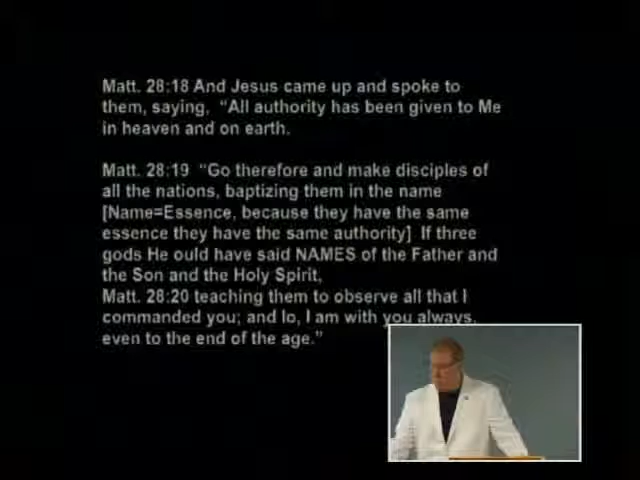 Matt. 28:18 And Jesus came up and spoke to
them, saying, “All authority has been given to Me
in heaven and on earth.
Matt. 28:19 “Go therefore and make disciples of
all the nations, baptizing them in the name
[Name=Essence, because they have the same
essence they have the same authority] If three
gods He ould have said NAMES of the Father and
the Son and the Holy Spirit,
Matt. 28:20 teaching them to observe all that I
commanded you; and lo, I am with you always,
even to the end of the age.”